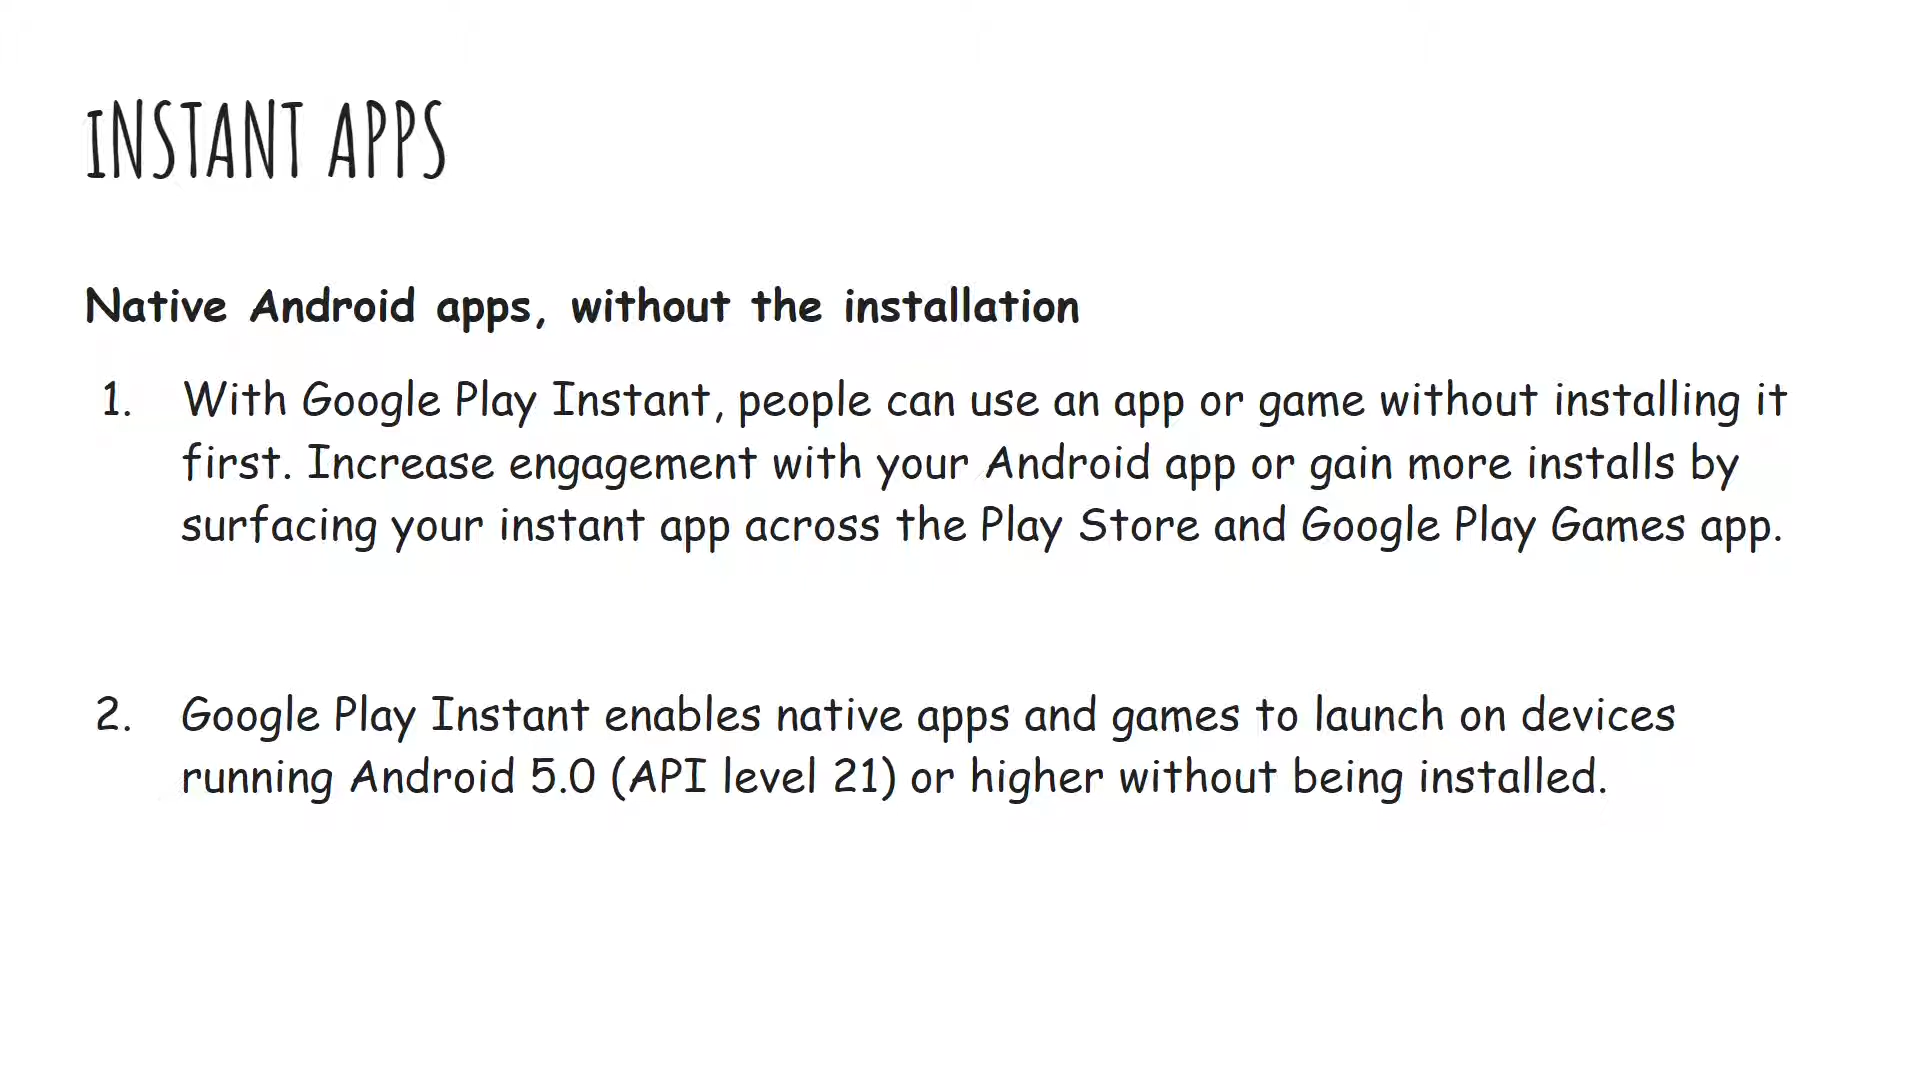 INSTANT APPS
Native Android apps, without the installation
1. With Google Play Instant, people can use an app or game without installing it
first. Increase engagement with your Android app or gain more installs by
surfacing your instant app across the Play Store and Google Play Games app.
2. Google Play Instant enables native apps and games to launch on devices
running Android 5.0 (API level 21) or higher without being installed.